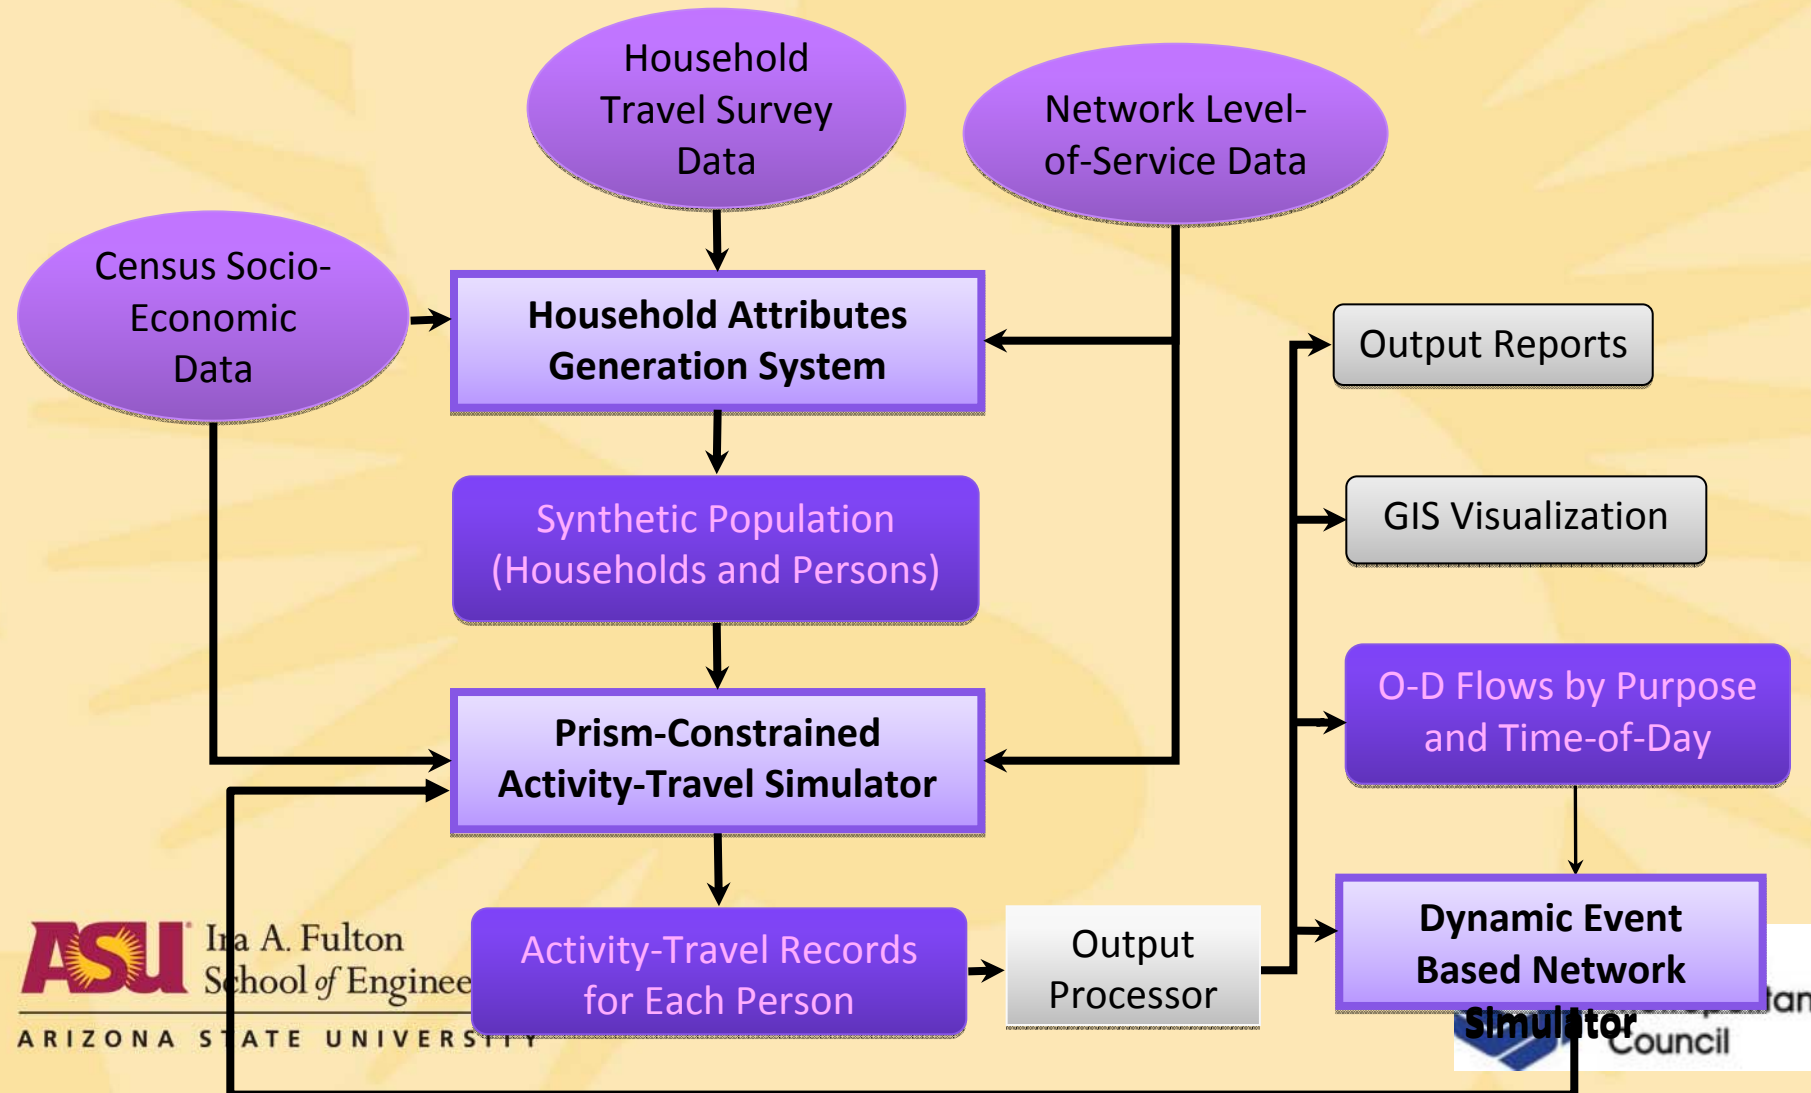 Household
Travel Survey
Data
Network Level-
of-Service Data
Census Socio-
Economic
Data
Household Attributes
Generation System
Output Reports
Synthetic Population
(Households and Persons)
GIS Visualization
O-D Flows by Purpose
and Time-of-Day
Prism-Constrained
Activity-Travel Simulator
Dynamic Event
Based Network
Simulator
Activity-Travel Records
for Each Person
Output
Processor
ASU
Ira A. Fulton
School of Enginee
ARIZONA STATE UNIVERSITY
Council